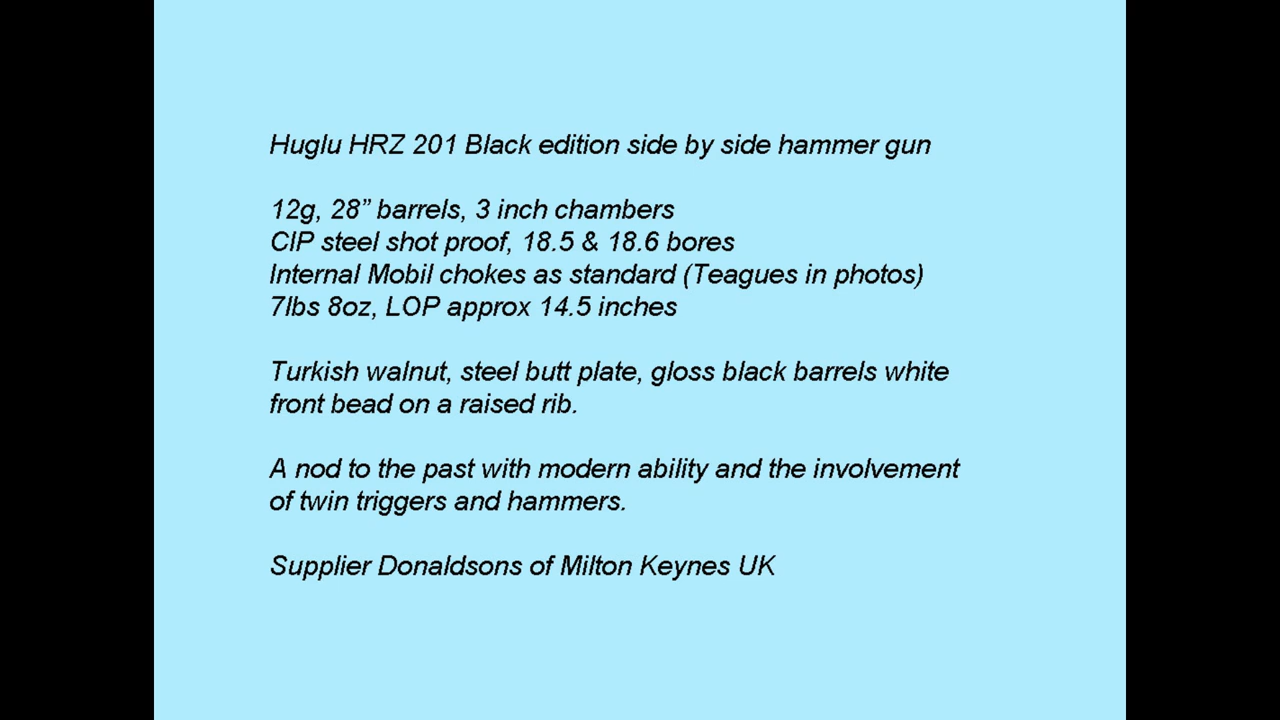 Huglu HRZ 201 Black edition side by side hammer gun
12g, 28” barrels, 3 inch chambers
CIP steel shot proof, 18.5 & 18.6 bores
Internal Mobil chokes as standard (Teagues in photos)
7lbs 8oz, LOP approx 14.5 inches
Turkish walnut, steel butt plate, gloss black barrels white
front bead on a raised rib.
A nod to the past with modern ability and the involvement
of twin triggers and hammers.
Supplier Donaldsons of Milton Keynes UK